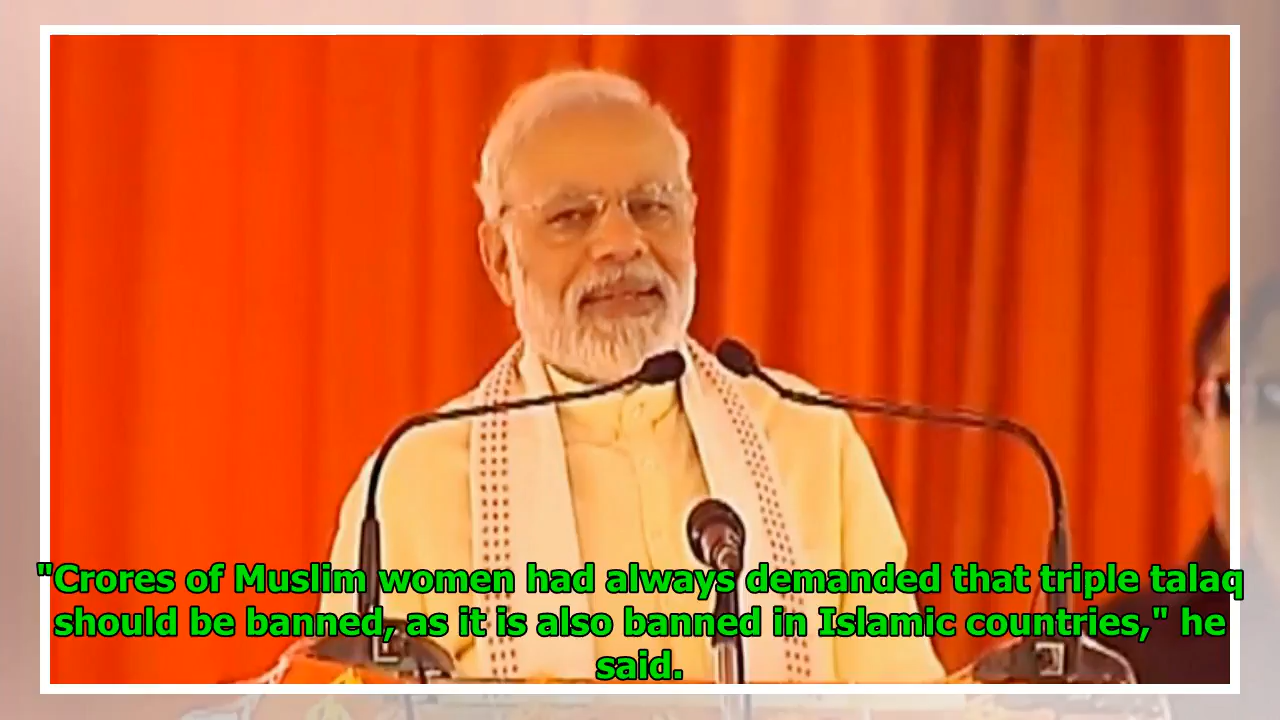 "Crores of Muslim women had always demanded that triple talaq
should be banned, as it is also banned in Islamic countries," he
said.